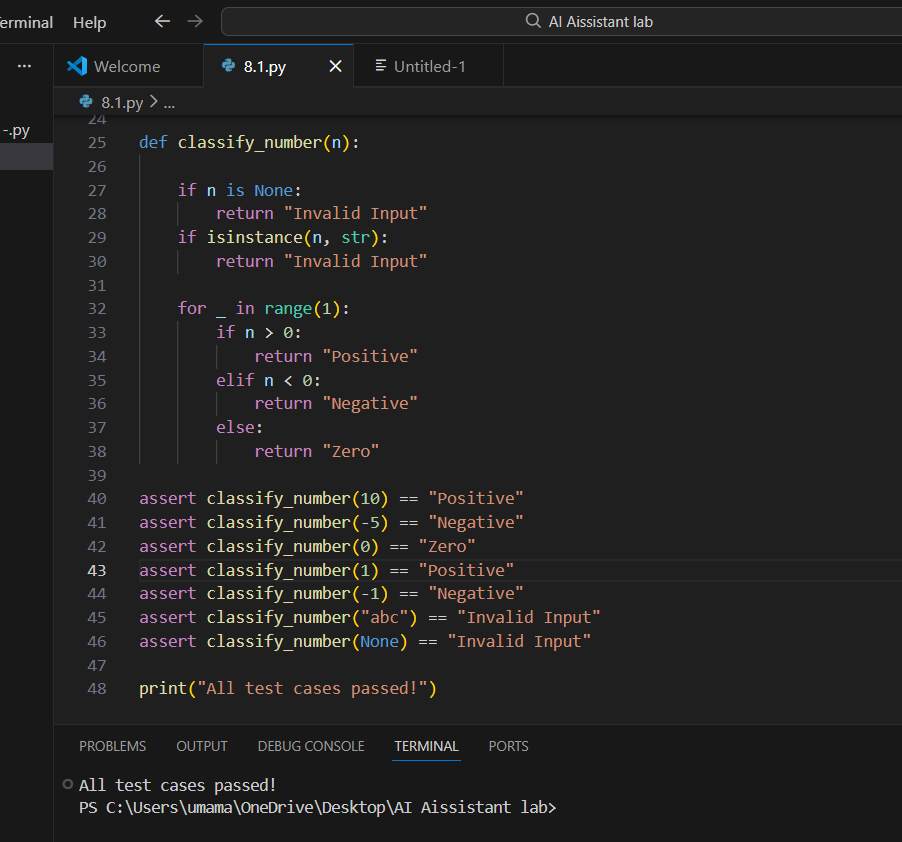 erminal Help ← → AI Aissistant lab
... Welcome 8.1.py × Untitled-1
8.1.py > ...
-.py
24
25 def classify_number(n):
26
27     if n is None:
28         return "Invalid Input"
29     if isinstance(n, str):
30         return "Invalid Input"
31
32     for _ in range(1):
33         if n > 0:
34             return "Positive"
35         elif n < 0:
36             return "Negative"
37         else:
38             return "Zero"
39
40 assert classify_number(10) == "Positive"
41 assert classify_number(-5) == "Negative"
42 assert classify_number(0) == "Zero"
43 assert classify_number(1) == "Positive"
44 assert classify_number(-1) == "Negative"
45 assert classify_number("abc") == "Invalid Input"
46 assert classify_number(None) == "Invalid Input"
47
48 print("All test cases passed!")
PROBLEMS OUTPUT DEBUG CONSOLE TERMINAL PORTS
All test cases passed!
PS C:\Users\umama\OneDrive\Desktop\AI Aissistant lab>